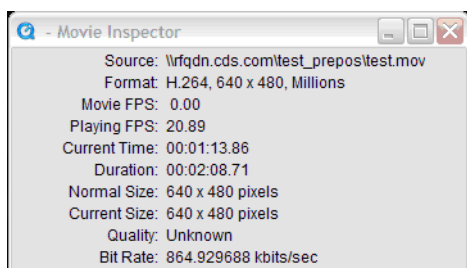 - Movie Inspector
Source: \\rfqdn.cds.com\test_prepos\test.mov
Format: H.264, 640 x 480, Millions
Movie FPS: 0.00
Playing FPS: 20.89
Current Time: 00:01:13.86
Duration: 00:02:08.71
Normal Size: 640 x 480 pixels
Current Size: 640 x 480 pixels
Quality: Unknown
Bit Rate: 864.929688 kbits/sec